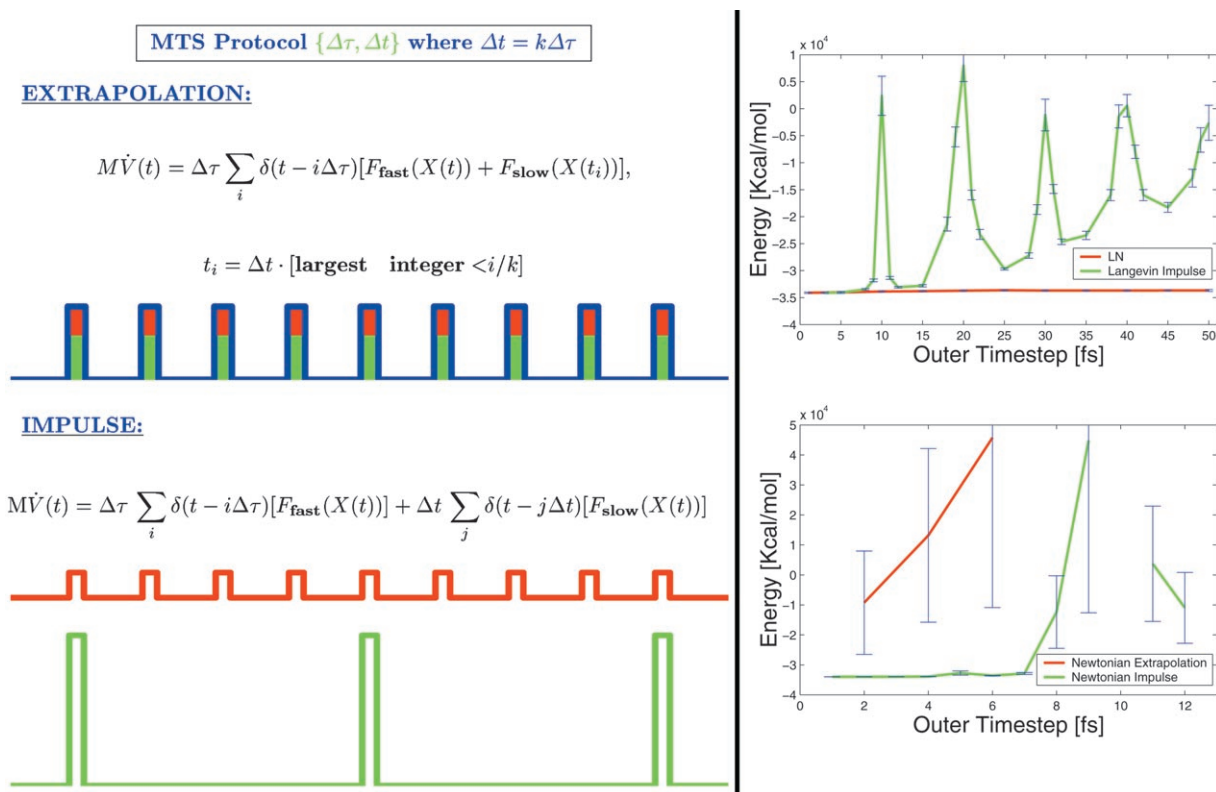 MTS Protocol {Δτ, Δt} where Δt = kΔτ
EXTRAPOLATION:
MV̇(t) = Δτ ∑_i δ(t − iΔτ)[F_fast(X(t)) + F_slow(X(t_i))],
t_i = Δt · [largest integer <i/k]
IMPULSE:
MV̇(t) = Δτ ∑_i δ(t − iΔτ)[F_fast(X(t))] + Δt ∑_j δ(t − jΔt)[F_slow(X(t))]
x 10^4
1
0.5
0
−0.5
−1
−1.5
−2
−2.5
−3
−3.5
−4
Energy [Kcal/mol]
LN
Langevin Impulse
0 5 10 15 20 25 30 35 40 45 50
Outer Timestep [fs]
x 10^4
5
4
3
2
1
0
−1
−2
−3
−4
Energy [Kcal/mol]
Newtonian Extrapolation
Newtonian Impulse
2 4 6 8 10 12
Outer Timestep [fs]